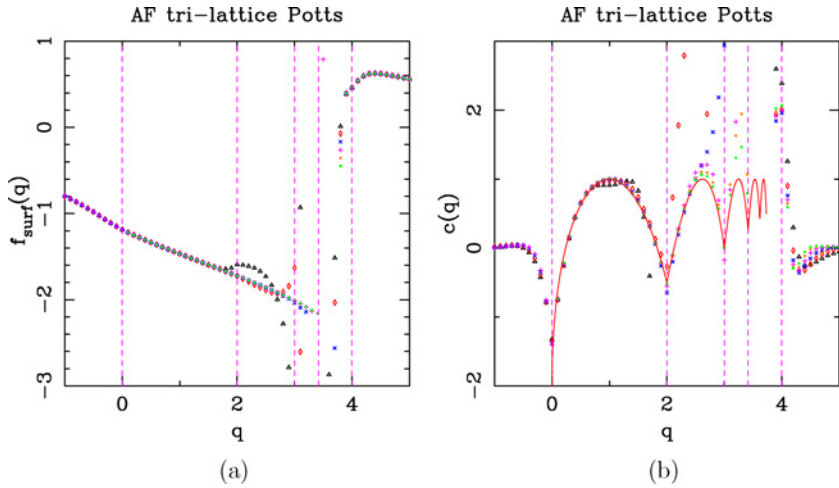 AF tri-lattice Potts
1
0
-1
-2
-3
f_surf(q)
0
2
4
q
(a)
AF tri-lattice Potts
2
0
-2
c(q)
0
2
4
q
(b)